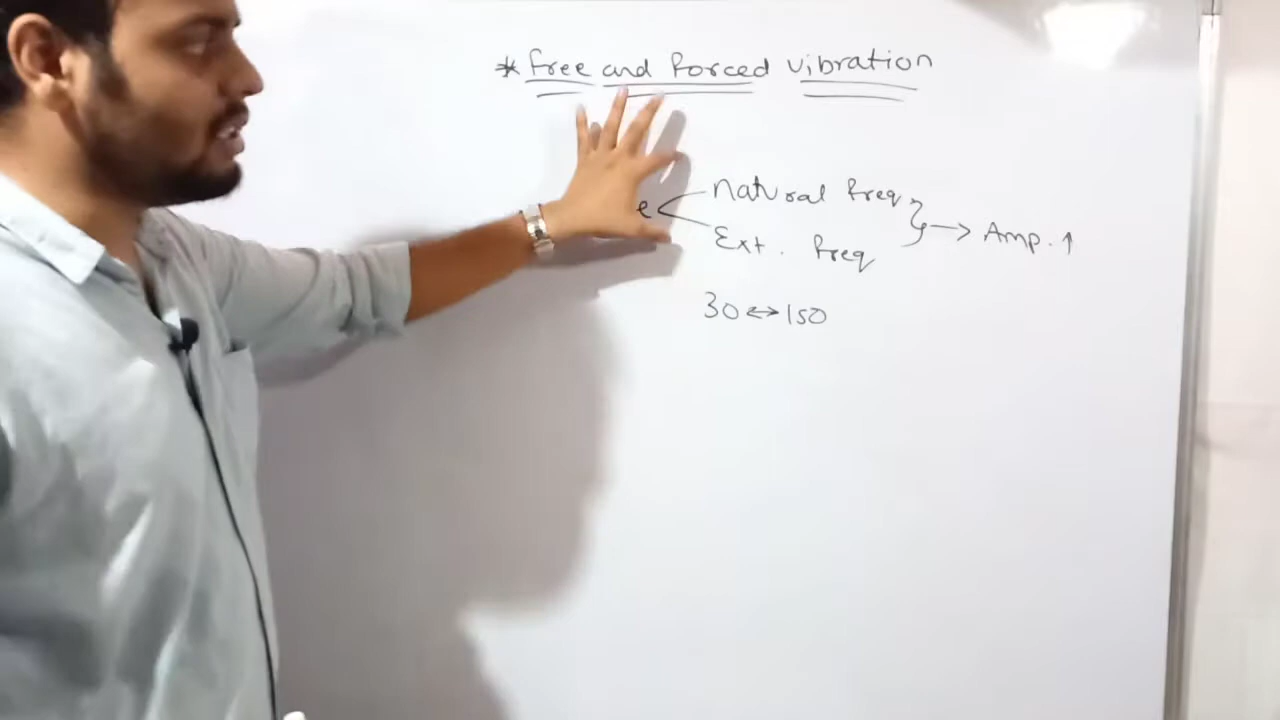 * Free and Forced vibration
e < Natural freq
Ext. freq } → Amp. ↑
30 ↔ 150